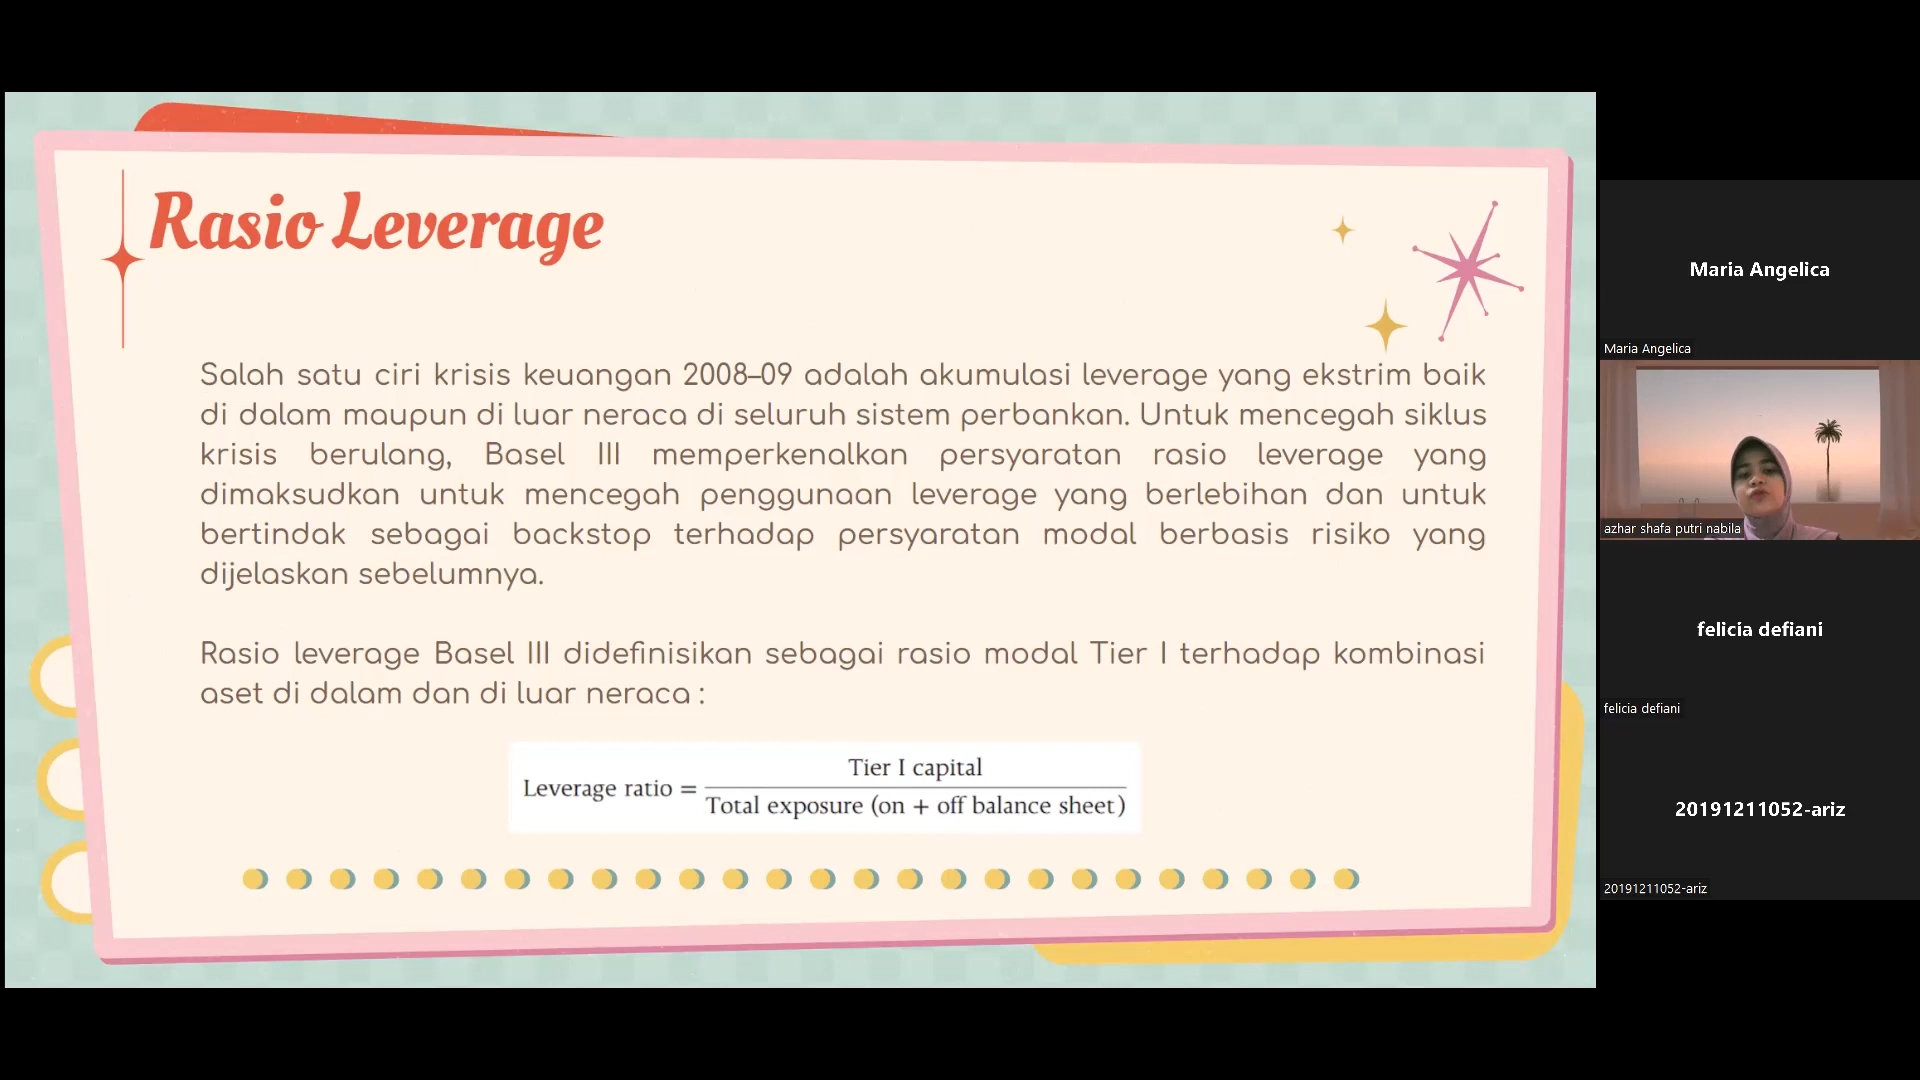 Rasio Leverage
Salah satu ciri krisis keuangan 2008–09 adalah akumulasi leverage yang ekstrim baik
di dalam maupun di luar neraca di seluruh sistem perbankan. Untuk mencegah siklus
krisis berulang, Basel III memperkenalkan persyaratan rasio leverage yang
dimaksudkan untuk mencegah penggunaan leverage yang berlebihan dan untuk
bertindak sebagai backstop terhadap persyaratan modal berbasis risiko yang
dijelaskan sebelumnya.
Rasio leverage Basel III didefinisikan sebagai rasio modal Tier I terhadap kombinasi
aset di dalam dan di luar neraca :
Tier I capital
Leverage ratio =
Total exposure (on + off balance sheet)
Maria Angelica
Maria Angelica
azhar shafa putri nabila
felicia defiani
felicia defiani
20191211052-ariz
20191211052-ariz